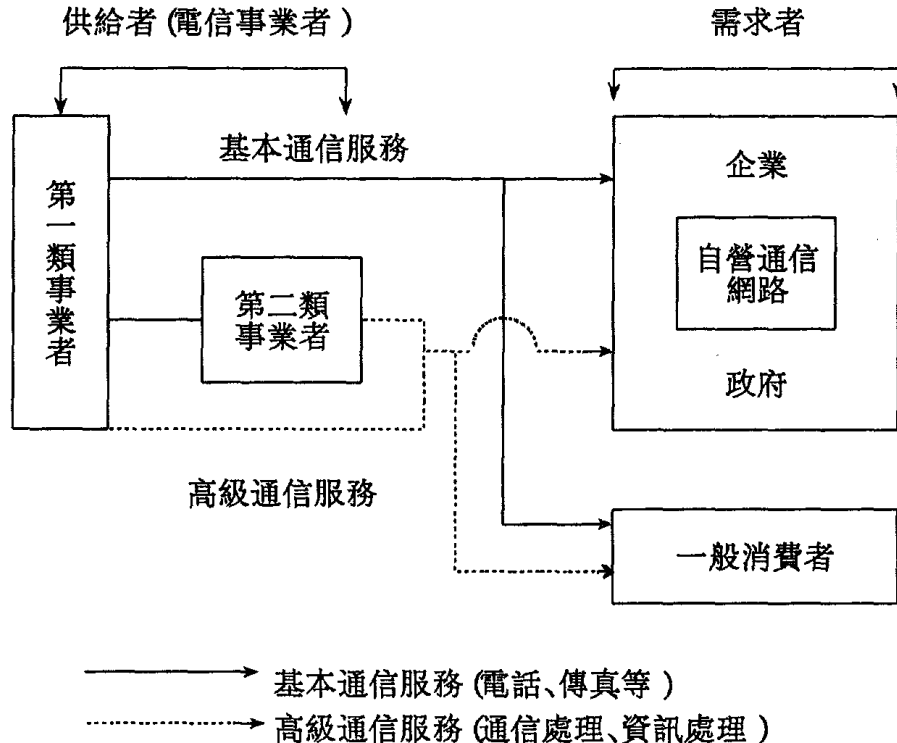 供給者 (電信事業者)
需求者
第一類事業者
基本通信服務
企業
自營通信
網路
第二類
事業者
政府
高級通信服務
一般消費者
基本通信服務 (電話、傳真等)
高級通信服務 (通信處理、資訊處理)